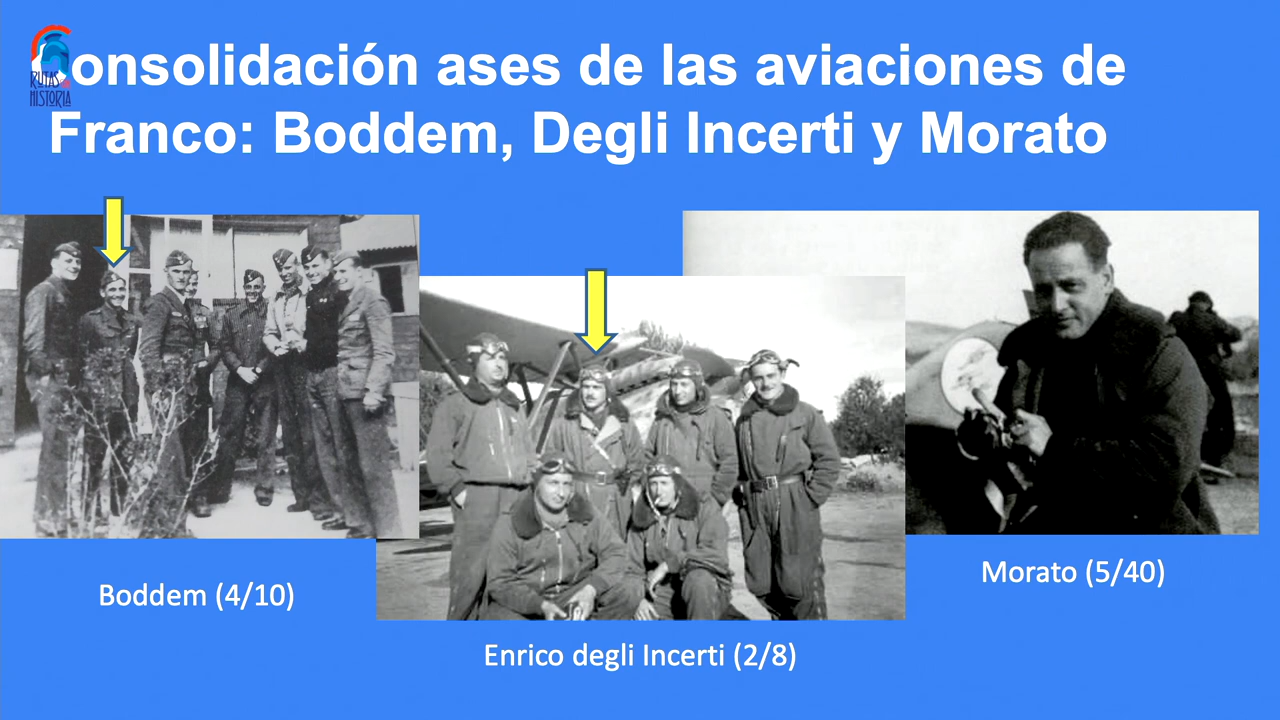 RUTAS
HISTORIA
onsolidación ases de las aviaciones de
Franco: Boddem, Degli Incerti y Morato
Boddem (4/10)
Enrico degli Incerti (2/8)
Morato (5/40)